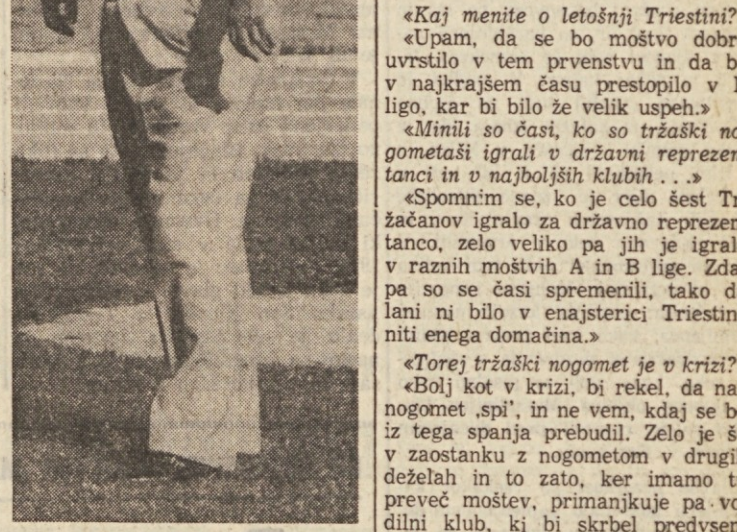 «Kaj menite o letošnji Triestini?
«Upam, da se bo moštvo dobr
uvrstilo v tem prvenstvu in da b
v najkrajšem času prestopilo v
ligo, kar bi bilo že velik uspeh.»
«Minili so časi, ko so tržaški no
gometaši igrali v državni reprezen
tanci in v najboljših klubih . . .»
«Spomnim se, ko je celo šest Tr
žačanov igralo za državno reprezen
tanco, zelo veliko pa jih je igral
v raznih moštvih A in B lige. Zda
pa so se časi spremenili, tako d
lani ni bilo v enajsterici Triestin
niti enega domačina.»
«Torej tržaški nogomet je v krizi?
«Bolj kot v krizi, bi rekel, da na
nogomet ‚spi’, in ne vem, kdaj se b
iz tega spanja prebudil. Zelo je š
v zaostanku z nogometom v drugih
deželah in to zato, ker imamo t
preveč moštev, primanjkuje pa vo
dilni klub, ki bi skrbel predvsem